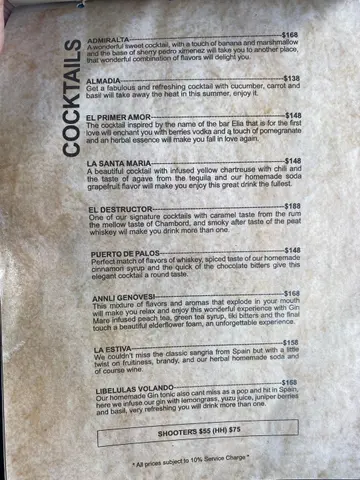 COCKTAILS
ADMIRALTA $168
A wonderful sweet cocktail, with a touch of banana and marshmallow
and the base of sherry pedro ximenez will take you to another place,
that wonderful combination of flavors will delight you.
ALMADIA $138
Get a fabulous and refreshing cocktail with cucumber, carrot and
basil will take away the heat in this summer, enjoy it.
EL PRIMER AMOR $148
The cocktail inspired by the name of the bar Elia that is for the first
love will enchant you with berries vodka and a touch of pomegranate
and an herbal essence will make you fall in love again.
LA SANTA MARIA $148
A beautiful cocktail with infused yellow chartreuse with chili and
the taste of agave from the tequila and our homemade soda
grapefruit flavor will make you enjoy this great drink the fullest.
EL DESTRUCTOR $188
One of our signature cocktails with caramel taste from the rum
the mellow taste of Chambord, and smoky after taste of the peat
whiskey wil make you drink more than one.
PUERTO DE PALOS $148
Perfect match of flavors of whiskey, spiced taste of our homemade
cinnamon syrup and the quick of the chocolate bitters give this
elegant cocktail a round taste.
ANNLI GENOVESI $168
This mixture of flavors and aromas that explode in your mouth
will make you relax and enjoy this wonderful experience with Gin
Mare infused peach tea, green tea syrup, tiki bitters and the final
touch a beautiful elderflower foam, an unforgettable experience.
LA ESTIVA $158
We couldn't miss the classic sangria from Spain but with a little
twist on fruitiness, brandy, and our herbal homemade soda and
of course wine.
LIBELULAS VOLANDO $168
Our homemade Gin tonic also cant miss as a pop and hit in Spain,
here we infuse our gin with lemongrass, yuzu juice, juniper berries
and basil, very refreshing you will drink more than one.
SHOOTERS $55 (HH) $75
* All prices subject to 10% Service Charge *